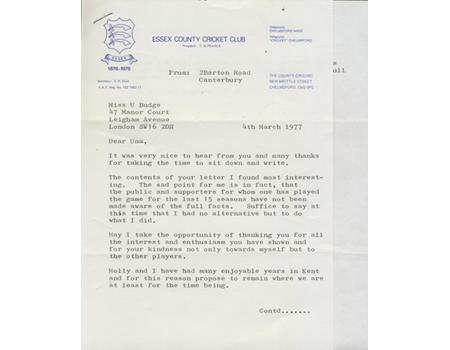 ESSEX COUNTY CRICKET CLUB
President: T. N. PEARCE
ESSEX
1876-1976
Telephone:
CHELMSFORD
Telegrams:
"CRICKET" CHELMSFORD
From: 2Barton Road
Canterbury
THE COUNTY GROUND
NEW WRITTLE STREET
CHELMSFORD, CM2 0PG
Miss U Budge
47 Manor Court
Leigham Avenue
London SW16 2DR
4th March 1977
Dear Una,
It was very nice to hear from you and many thanks
for taking the time to sit down and write.
The contents of your letter I found most interest-
ing. The sad point for me is in fact, that
the public and supporters for whom one has played
the game for the last 15 seasons have not been
made aware of the full facts. Suffice to say at
this time that I had no alternative but to do
what I did.
May I take the opportunity of thanking you for all
the interest and enthusiasm you have shown and
for your kindness not only towards myself but to
the other players.
Molly and I have had many enjoyable years in Kent
and for this reason propose to remain where we are
at least for the time being.
Contd.......